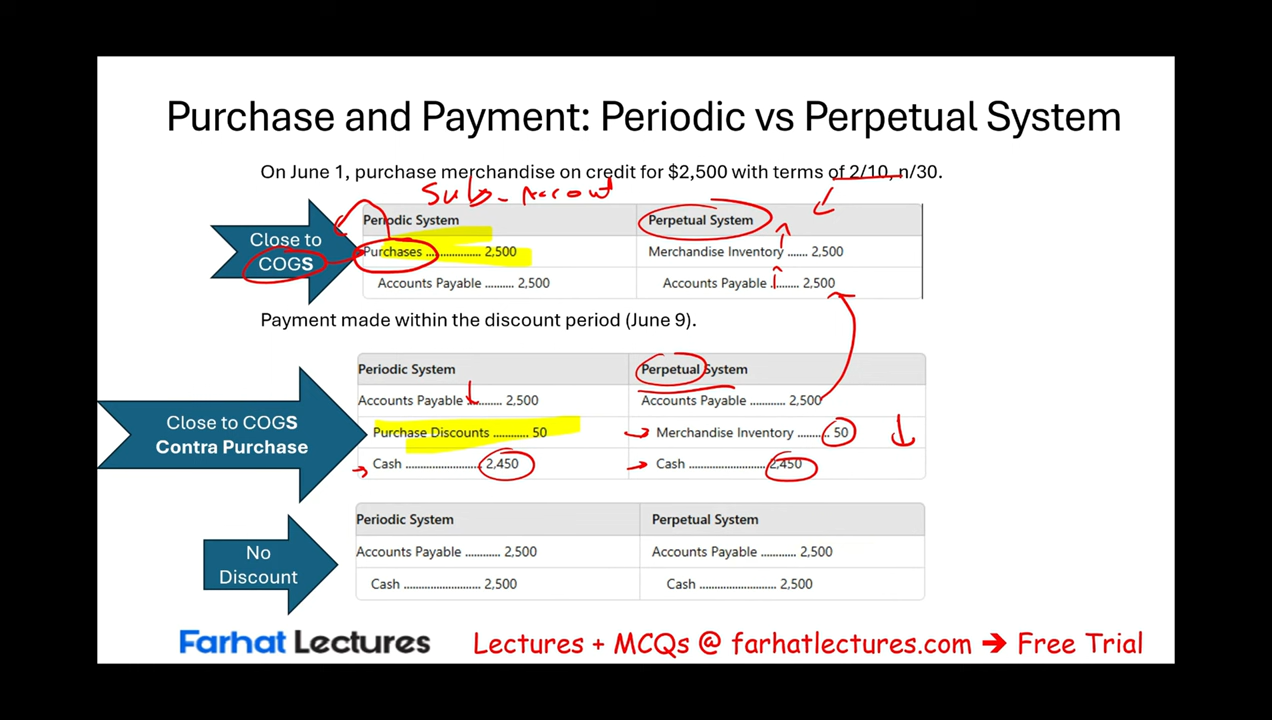 Purchase and Payment: Periodic vs Perpetual System
On June 1, purchase merchandise on credit for $2,500 with terms of 2/10, n/30.
Sub-Account
Close to
COGS
Periodic System
Perpetual System
Purchases .................... 2,500
Merchandise Inventory ....... 2,500
Accounts Payable .......... 2,500
Accounts Payable .......... 2,500
Payment made within the discount period (June 9).
Close to COGS
Contra Purchase
Periodic System
Perpetual System
Accounts Payable ............ 2,500
Accounts Payable ............ 2,500
Purchase Discounts ............ 50
Merchandise Inventory ........... 50
Cash ........................... 2,450
Cash ........................... 2,450
No
Discount
Periodic System
Perpetual System
Accounts Payable ............ 2,500
Accounts Payable ............ 2,500
Cash ........................... 2,500
Cash ........................... 2,500
Farhat Lectures
Lectures + MCQs @ farhatlectures.com ➔ Free Trial